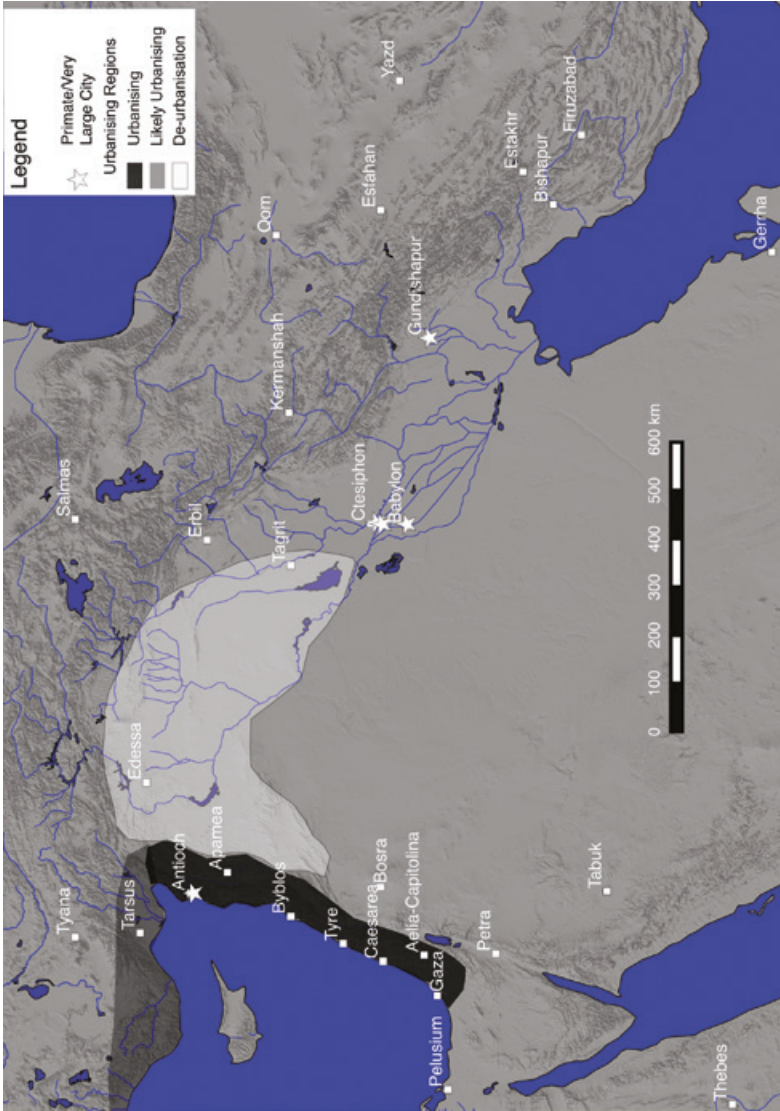 Legend
Primate/Very
Large City
Urbanising Regions
Urbanising
Likely Urbanising
De-urbanisation
Tyana
Salmas
Tarsus
Edessa
Antioch
Erbil
Apamea
Qom
Byblos
Tagrit
Kermanshah
Tyre
Ctesiphon
Esfahan
Yazd
Caesarea
Bosra
Babylon
Aelia-Capitolina
Gundishapur
Gaza
Pelusium
Petra
Estakhr
Bishapur
Firuzabad
Tabuk
0 100 200 300 400 500 600 km
Thebes
Gerrha